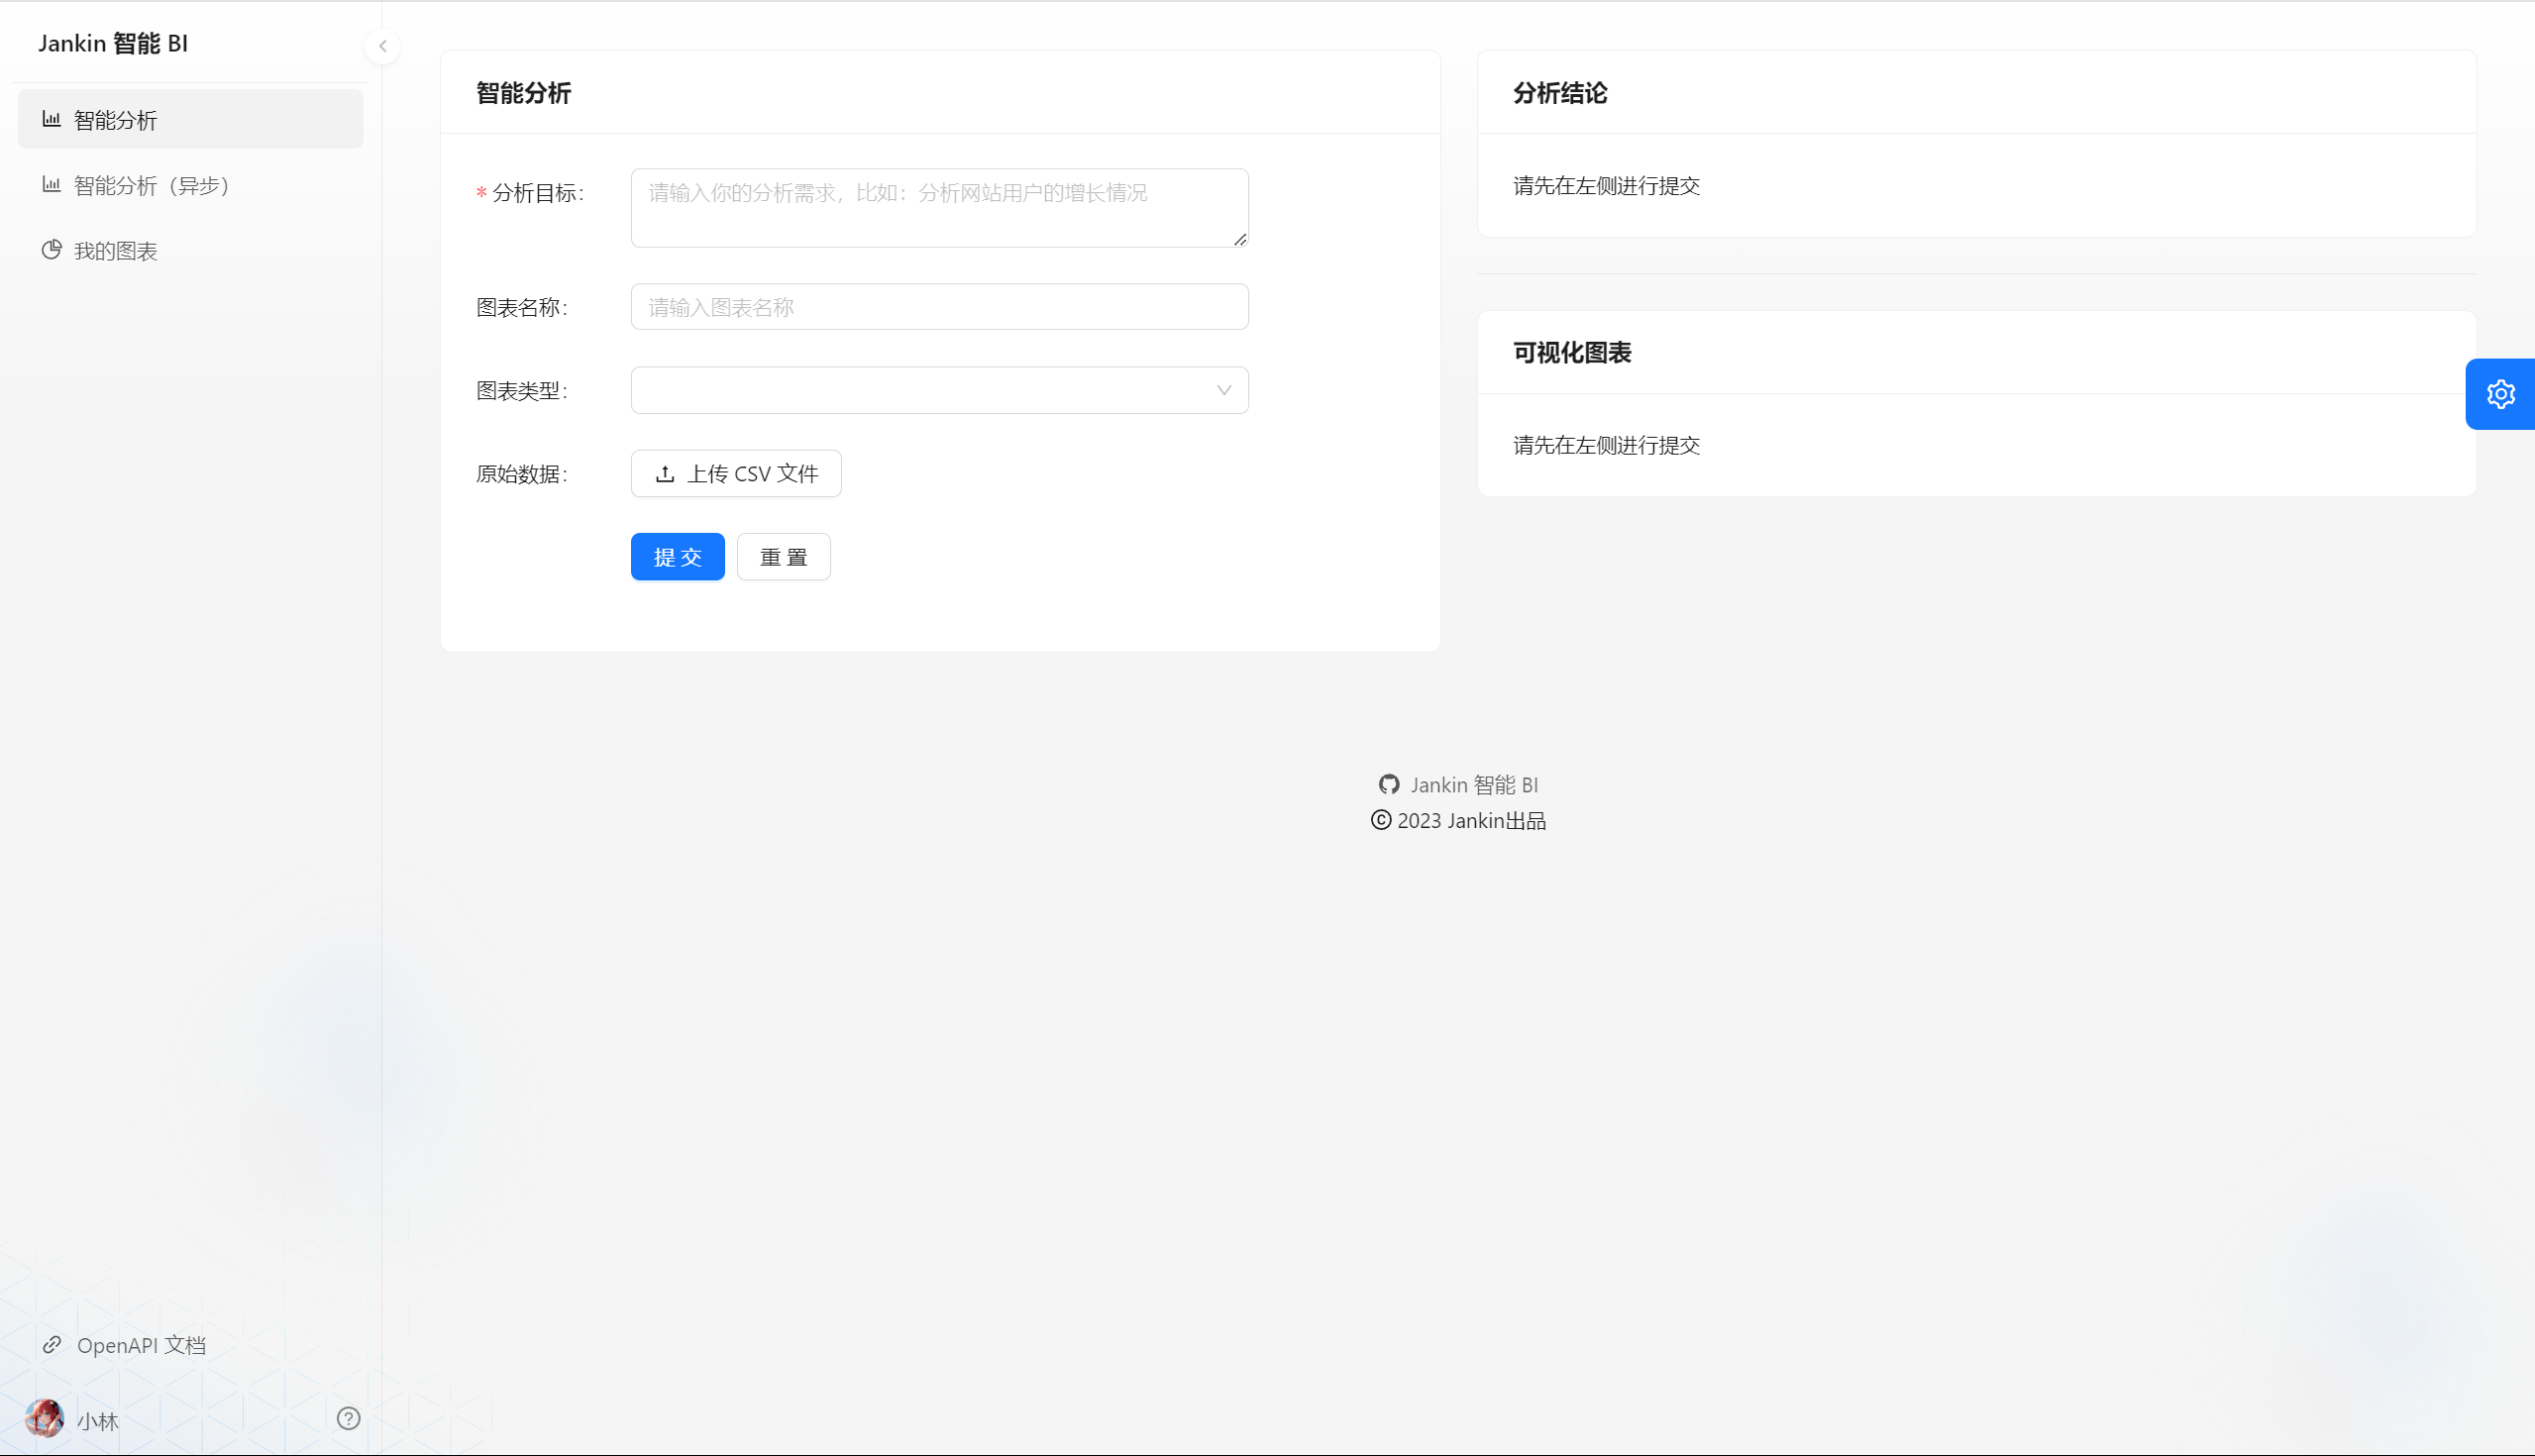 Jankin 智能 BI
智能分析
智能分析（异步）
我的图表
OpenAPI 文档
小林
智能分析
* 分析目标：
请输入你的分析需求，比如：分析网站用户的增长情况
图表名称：
请输入图表名称
图表类型：
原始数据：
上传 CSV 文件
提 交
重 置
分析结论
请先在左侧进行提交
可视化图表
请先在左侧进行提交
Jankin 智能 BI
© 2023 Jankin出品